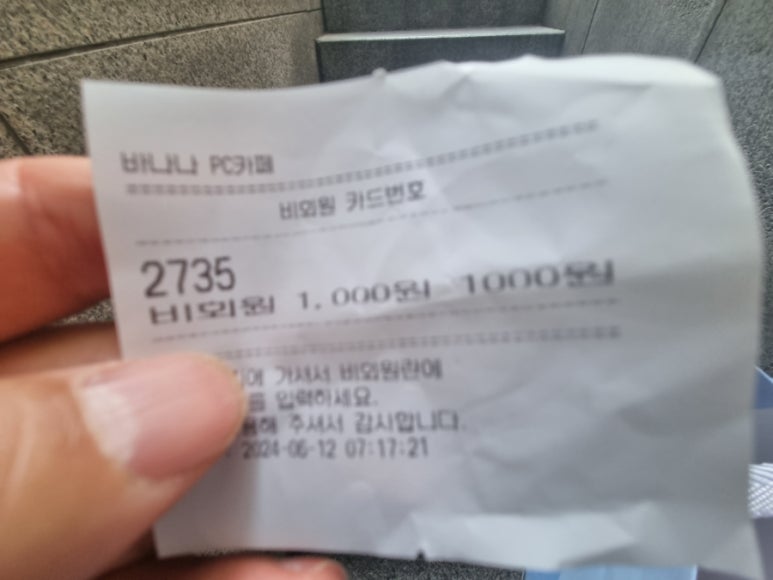 바나나 PC카페
비회원 카드번호
2735
비회원 1,000원 1000원
가셔서 비회원란에
입력하세요.
주셔서 감사합니다.
2024-06-12 07:17:21